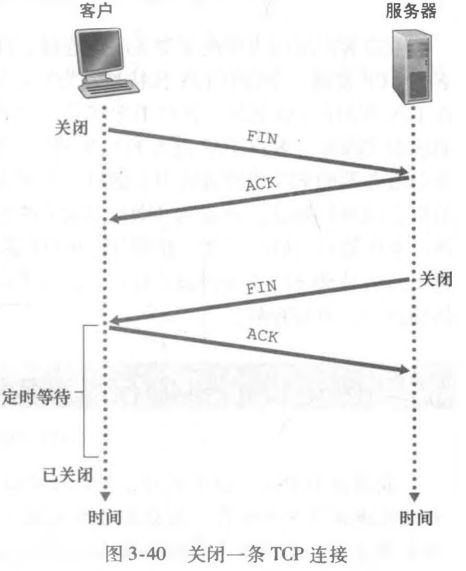 客户
服务器
关闭
FIN
ACK
关闭
FIN
ACK
定时等待
已关闭
时间
时间
图 3-40 关闭一条 TCP 连接